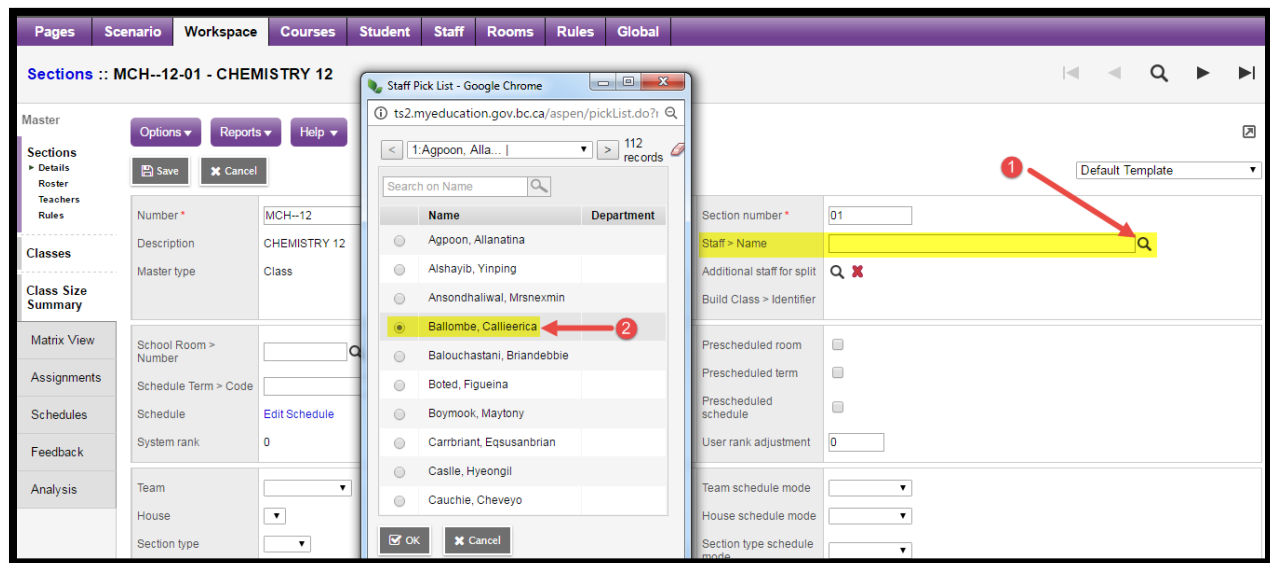 Pages Scenario Workspace Courses Student Staff Rooms Rules Global
Sections :: MCH--12-01 - CHEMISTRY 12
Master
Sections
Details
Roster
Teachers
Rules
Classes
Class Size
Summary
Matrix View
Assignments
Schedules
Feedback
Analysis
Options Reports Help
Save Cancel
Default Template
Number * MCH--12
Description CHEMISTRY 12
Master type Class
School Room >
Number
Schedule Term > Code
Schedule Edit Schedule
System rank 0
Team
House
Section type
Staff Pick List - Google Chrome
ts2.myeducation.gov.bc.ca/aspen/pickList.do?
< 1:Agpoon, Alla... | > 112
records
Search on Name
Name Department
Agpoon, Allanatina
Alshayib, Yinping
Ansondhaliwal, Mrsnexmin
Ballombe, Callieerica
2
Balouchastani, Briandebbie
Boted, Figueina
Boymook, Maytony
Carrbriant, Eqsusanbrian
Caslle, Hyeongil
Cauchie, Cheveyo
OK Cancel
1
Section number * 01
Staff > Name
Additional staff for split
Build Class > Identifier
Prescheduled room
Prescheduled term
Prescheduled
schedule
User rank adjustment 0
Team schedule mode
House schedule mode
Section type schedule
mode